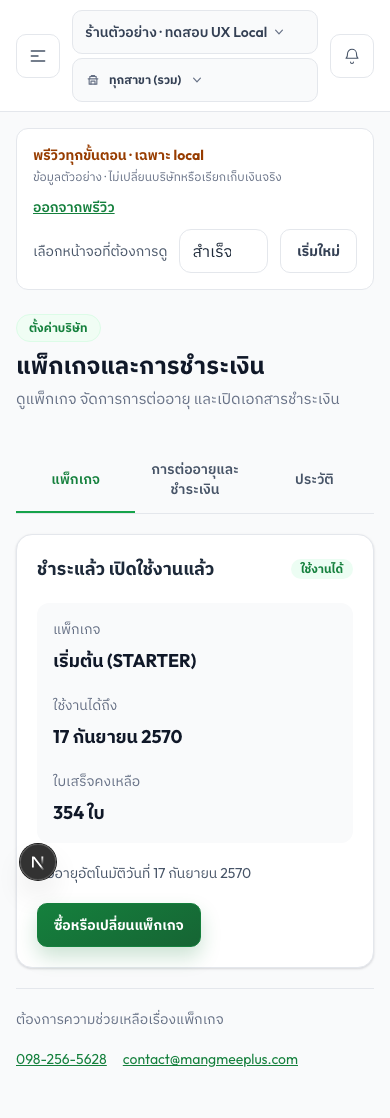 ร้านตัวอย่าง · ทดสอบ UX Local
ทุกสาขา (รวม)
พรีวิวทุกขั้นตอน · เฉพาะ local
ข้อมูลตัวอย่าง · ไม่เปลี่ยนบริษัทหรือเรียกเก็บเงินจริง
ออกจากพรีวิว
เลือกหน้าจอที่ต้องการดู
สำเร็จ
เริ่มใหม่
ตั้งค่าบริษัท
แพ็กเกจและการชำระเงิน
ดูแพ็กเกจ จัดการการต่ออายุ และเปิดเอกสารชำระเงิน
แพ็กเกจ
การต่ออายุและ
ชำระเงิน
ประวัติ
ชำระแล้ว เปิดใช้งานแล้ว
ใช้งานได้
แพ็กเกจ
เริ่มต้น (STARTER)
ใช้งานได้ถึง
17 กันยายน 2570
ใบเสร็จคงเหลือ
354 ใบ
N
อายุอัตโนมัติวันที่ 17 กันยายน 2570
ซื้อหรือเปลี่ยนแพ็กเกจ
ต้องการความช่วยเหลือเรื่องแพ็กเกจ
098-256-5628
contact@mangmeeplus.com